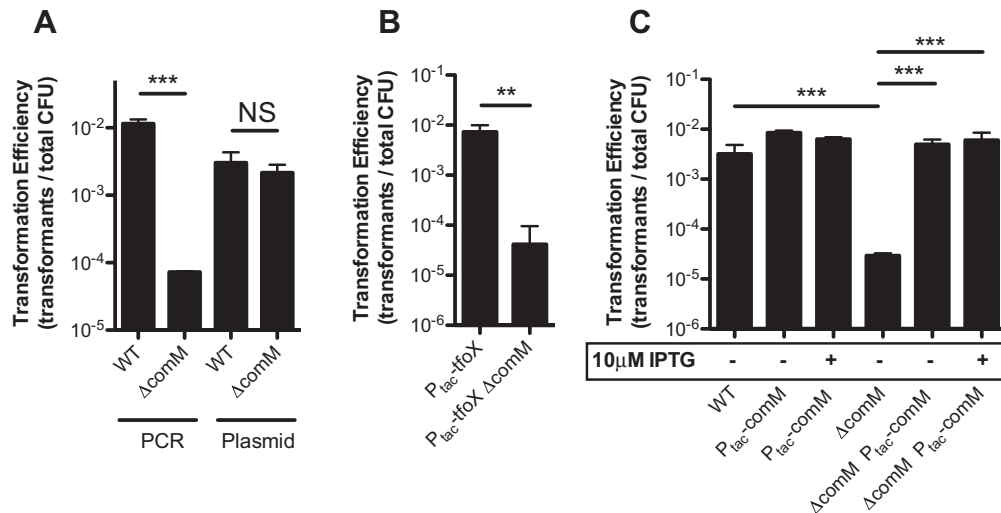 A
Transformation Efficiency
(transformants / total CFU)
10⁻²
10⁻³
10⁻⁴
10⁻⁵
***
NS
WT
ΔcomM
WT
ΔcomM
PCR
Plasmid
B
Transformation Efficiency
(transformants / total CFU)
10⁻¹
10⁻²
10⁻³
10⁻⁴
10⁻⁵
10⁻⁶
**
Ptac-tfoX
Ptac-tfoX ΔcomM
C
Transformation Efficiency
(transformants / total CFU)
10⁻¹
10⁻²
10⁻³
10⁻⁴
10⁻⁵
10⁻⁶
***
***
***
10μM IPTG - - + - - +
WT
Ptac-comM
Ptac-comM
ΔcomM
ΔcomM Ptac-comM
ΔcomM Ptac-comM